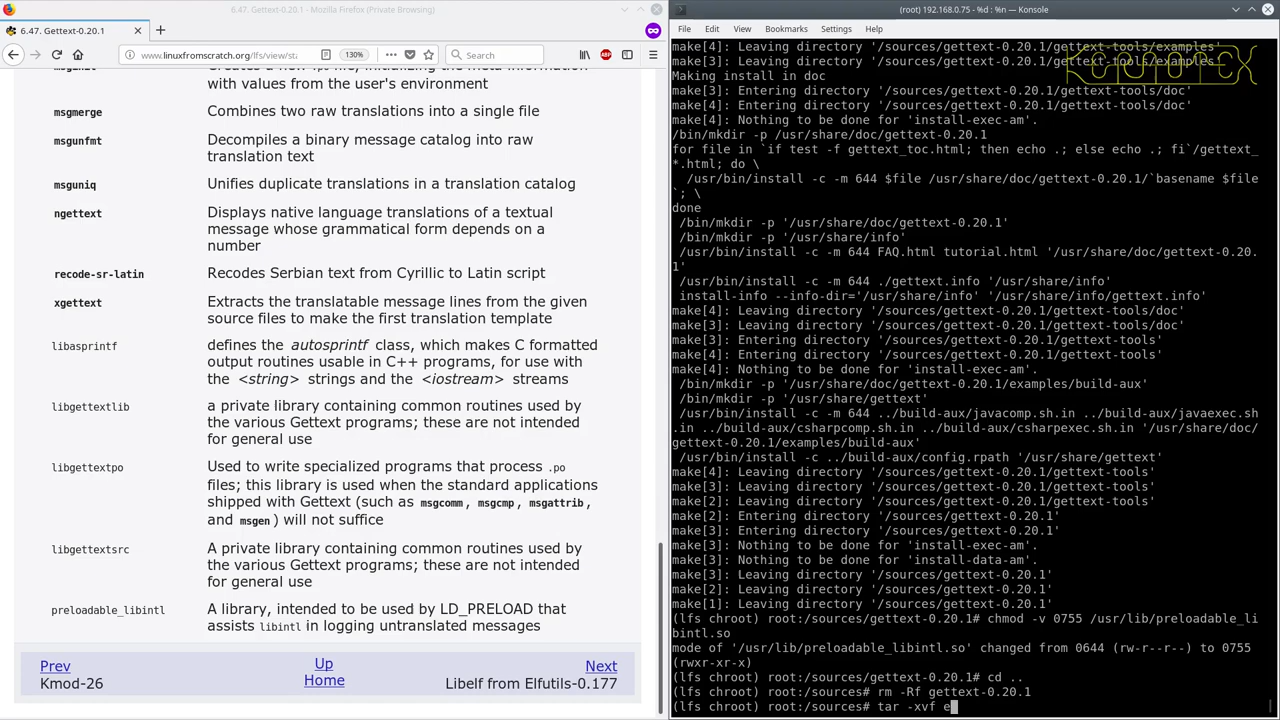 6.47. Gettext-0.20.1 - Mozilla Firefox (Private Browsing)
6.47. Gettext-0.20.1
www.linuxfromscratch.org/lfs/view/sta
130%
Search
with values from the user's environment
msgmerge
Combines two raw translations into a single file
msgunfmt
Decompiles a binary message catalog into raw
translation text
msguniq
Unifies duplicate translations in a translation catalog
ngettext
Displays native language translations of a textual
message whose grammatical form depends on a
number
recode-sr-latin
Recodes Serbian text from Cyrillic to Latin script
xgettext
Extracts the translatable message lines from the given
source files to make the first translation template
libasprintf
defines the autosprintf class, which makes C formatted
output routines usable in C++ programs, for use with
the <string> strings and the <iostream> streams
libgettextlib
a private library containing common routines used by
the various Gettext programs; these are not intended
for general use
libgettextpo
Used to write specialized programs that process .po
files; this library is used when the standard applications
shipped with Gettext (such as msgcomm, msgcmp, msgattrib,
and msgen) will not suffice
libgettextsrc
A private library containing common routines used by
the various Gettext programs; these are not intended
for general use
preloadable_libintl
A library, intended to be used by LD_PRELOAD that
assists libintl in logging untranslated messages
Prev
Up
Next
Kmod-26
Home
Libelf from Elfutils-0.177
(root) 192.168.0.75 - %d : %n — Konsole
File Edit View Bookmarks Settings Help
make[4]: Leaving directory '/sources/gettext-0.20.1/gettext-tools/examples'
make[3]: Leaving directory '/sources/gettext-0.20.1/gettext-tools/examples'
Making install in doc
make[3]: Entering directory '/sources/gettext-0.20.1/gettext-tools/doc'
make[4]: Entering directory '/sources/gettext-0.20.1/gettext-tools/doc'
make[4]: Nothing to be done for 'install-exec-am'.
/bin/mkdir -p /usr/share/doc/gettext-0.20.1
for file in `if test -f gettext_toc.html; then echo .; else echo .; fi`/gettext_
*.html; do \
/usr/bin/install -c -m 644 $file /usr/share/doc/gettext-0.20.1/`basename $file
`; \
done
/bin/mkdir -p '/usr/share/doc/gettext-0.20.1'
/bin/mkdir -p '/usr/share/info'
/usr/bin/install -c -m 644 FAQ.html tutorial.html '/usr/share/doc/gettext-0.20.
1'
/usr/bin/install -c -m 644 ./gettext.info '/usr/share/info'
install-info --info-dir='/usr/share/info' '/usr/share/info/gettext.info'
make[4]: Leaving directory '/sources/gettext-0.20.1/gettext-tools/doc'
make[3]: Leaving directory '/sources/gettext-0.20.1/gettext-tools/doc'
make[3]: Entering directory '/sources/gettext-0.20.1/gettext-tools'
make[4]: Entering directory '/sources/gettext-0.20.1/gettext-tools'
make[4]: Nothing to be done for 'install-exec-am'.
/bin/mkdir -p '/usr/share/doc/gettext-0.20.1/examples/build-aux'
/bin/mkdir -p '/usr/share/gettext'
/usr/bin/install -c -m 644 ../build-aux/javacomp.sh.in ../build-aux/javaexec.sh
.in ../build-aux/csharpcomp.sh.in ../build-aux/csharpexec.sh.in '/usr/share/doc/
gettext-0.20.1/examples/build-aux'
/usr/bin/install -c ../build-aux/config.rpath '/usr/share/gettext'
make[4]: Leaving directory '/sources/gettext-0.20.1/gettext-tools'
make[3]: Leaving directory '/sources/gettext-0.20.1/gettext-tools'
make[2]: Leaving directory '/sources/gettext-0.20.1/gettext-tools'
make[2]: Entering directory '/sources/gettext-0.20.1'
make[3]: Entering directory '/sources/gettext-0.20.1'
make[3]: Nothing to be done for 'install-exec-am'.
make[3]: Nothing to be done for 'install-data-am'.
make[3]: Leaving directory '/sources/gettext-0.20.1'
make[2]: Leaving directory '/sources/gettext-0.20.1'
make[1]: Leaving directory '/sources/gettext-0.20.1'
(lfs chroot) root:/sources/gettext-0.20.1# chmod -v 0755 /usr/lib/preloadable_li
bintl.so
mode of '/usr/lib/preloadable_libintl.so' changed from 0644 (rw-r--r--) to 0755
(rwxr-xr-x)
(lfs chroot) root:/sources/gettext-0.20.1# cd ..
(lfs chroot) root:/sources# rm -Rf gettext-0.20.1
(lfs chroot) root:/sources# tar -xvf e